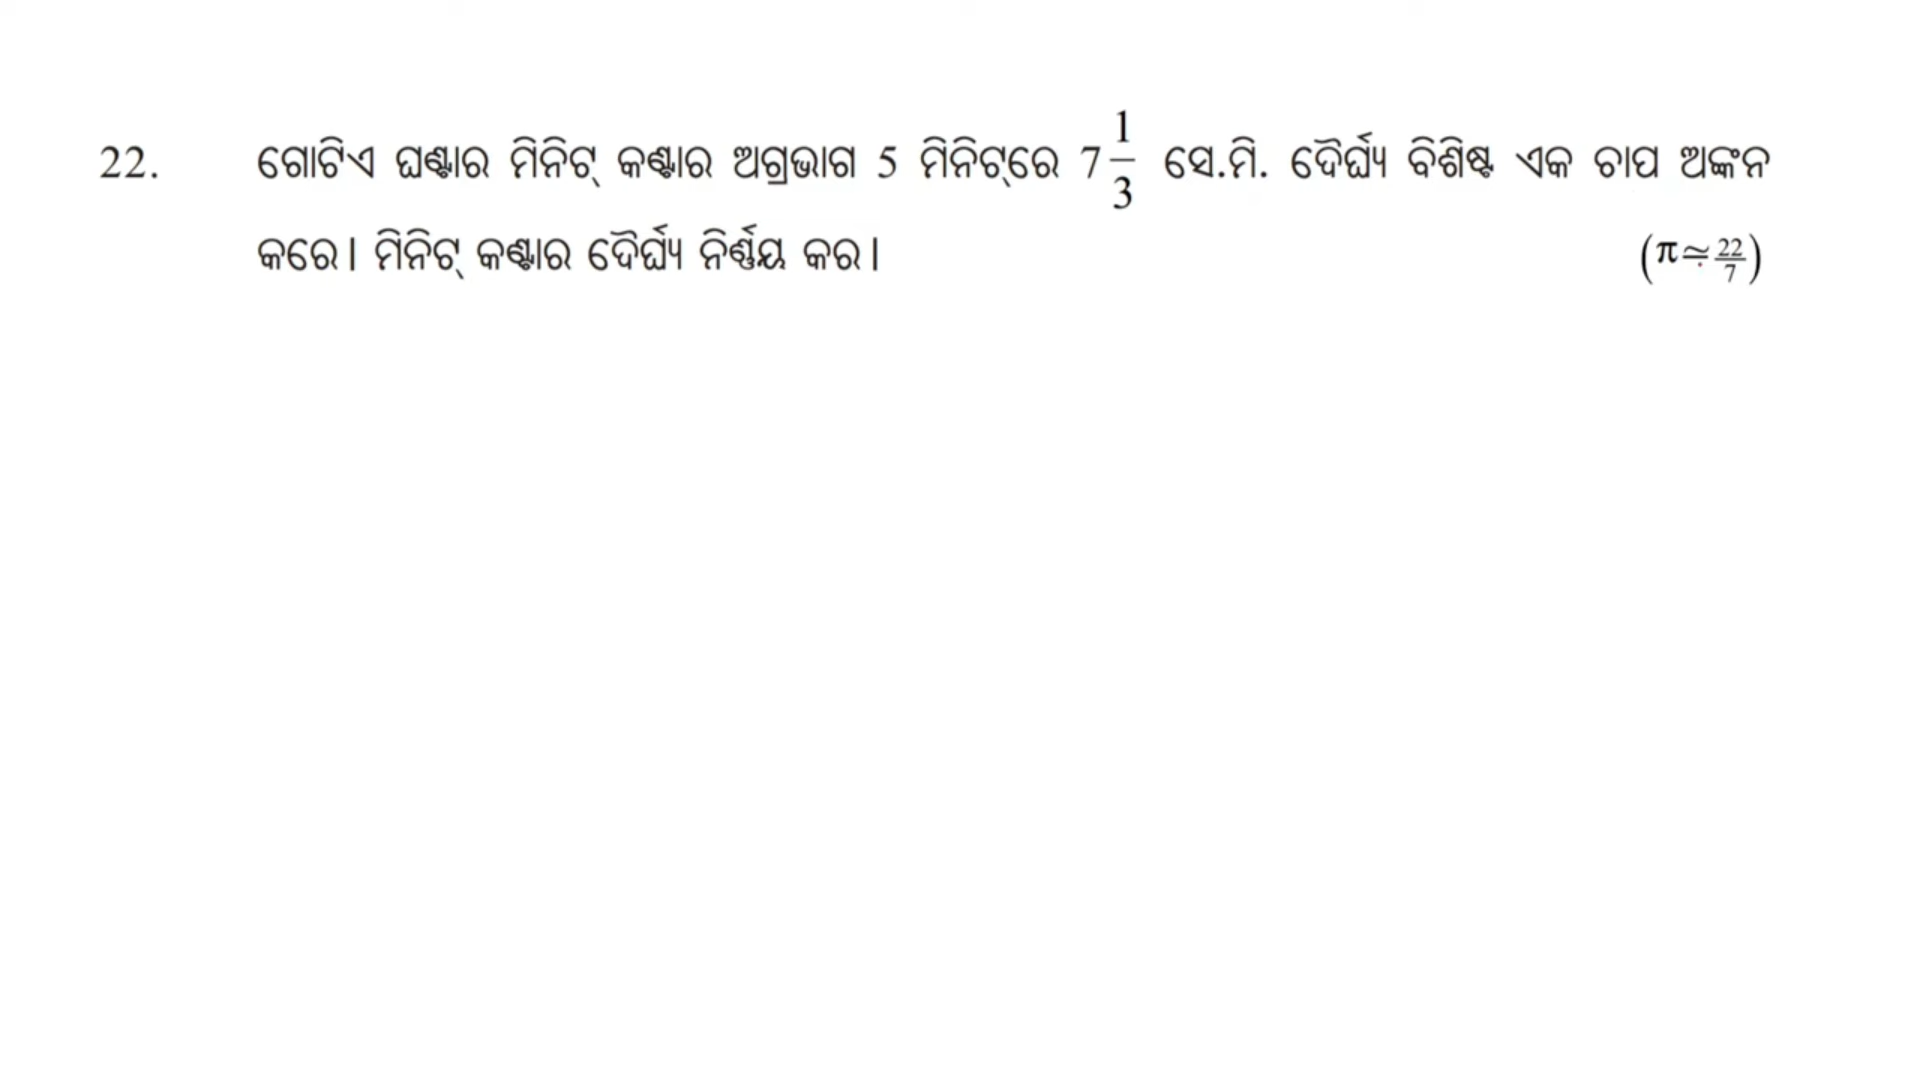 22. ଗୋଟିଏ ଘଣ୍ଟାର ମିନିଟ୍ କଣ୍ଟାର ଅଗ୍ରଭାଗ 5 ମିନିଟ୍‌ରେ 7 1/3 ସେ.ମି. ଦୈର୍ଘ୍ୟ ବିଶିଷ୍ଟ ଏକ ଚାପ ଅଙ୍କନ
କରେ। ମିନିଟ୍ କଣ୍ଟାର ଦୈର୍ଘ୍ୟ ନିର୍ଣ୍ଣୟ କର। (π≃22/7)